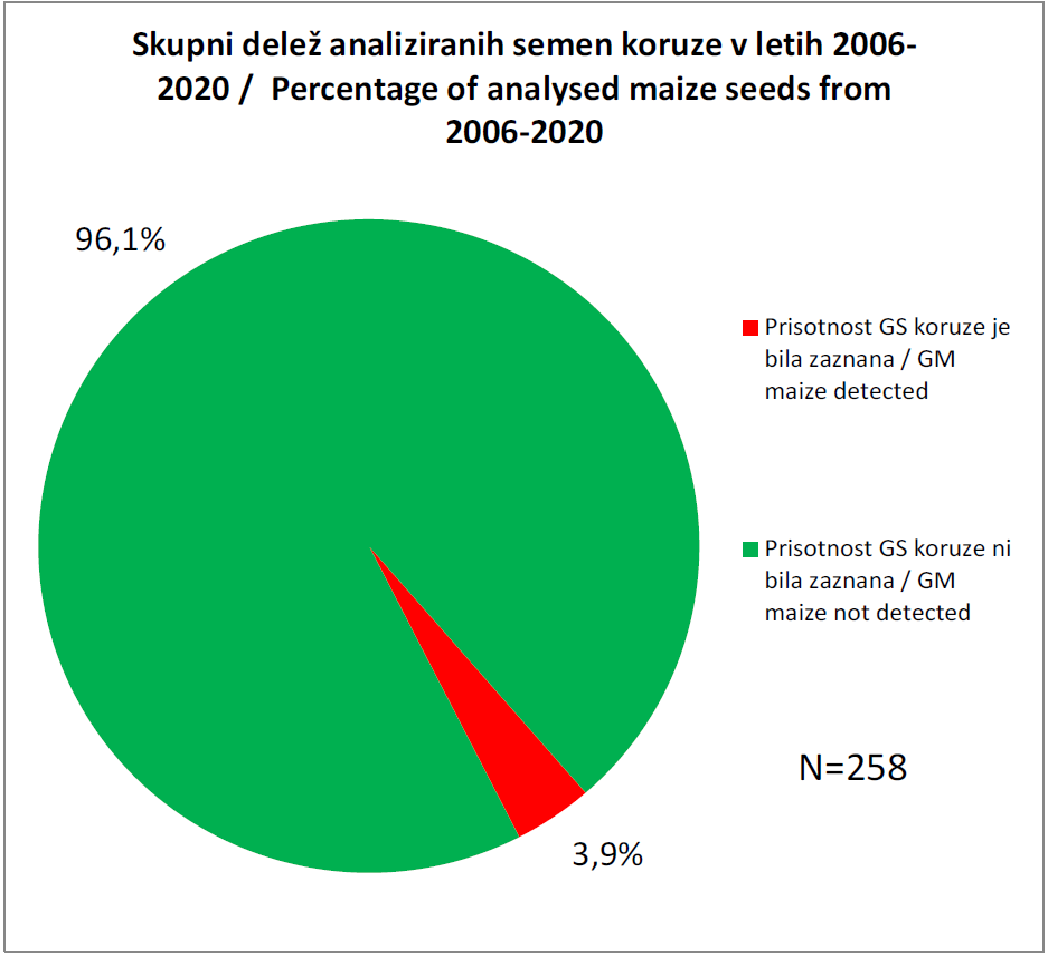 Skupni delež analiziranih semen koruze v letih 2006-
2020 /  Percentage of analysed maize seeds from
2006-2020
96,1%
Prisotnost GS koruze je
bila zaznana / GM
maize detected
Prisotnost GS koruze ni
bila zaznana / GM
maize not detected
N=258
3,9%